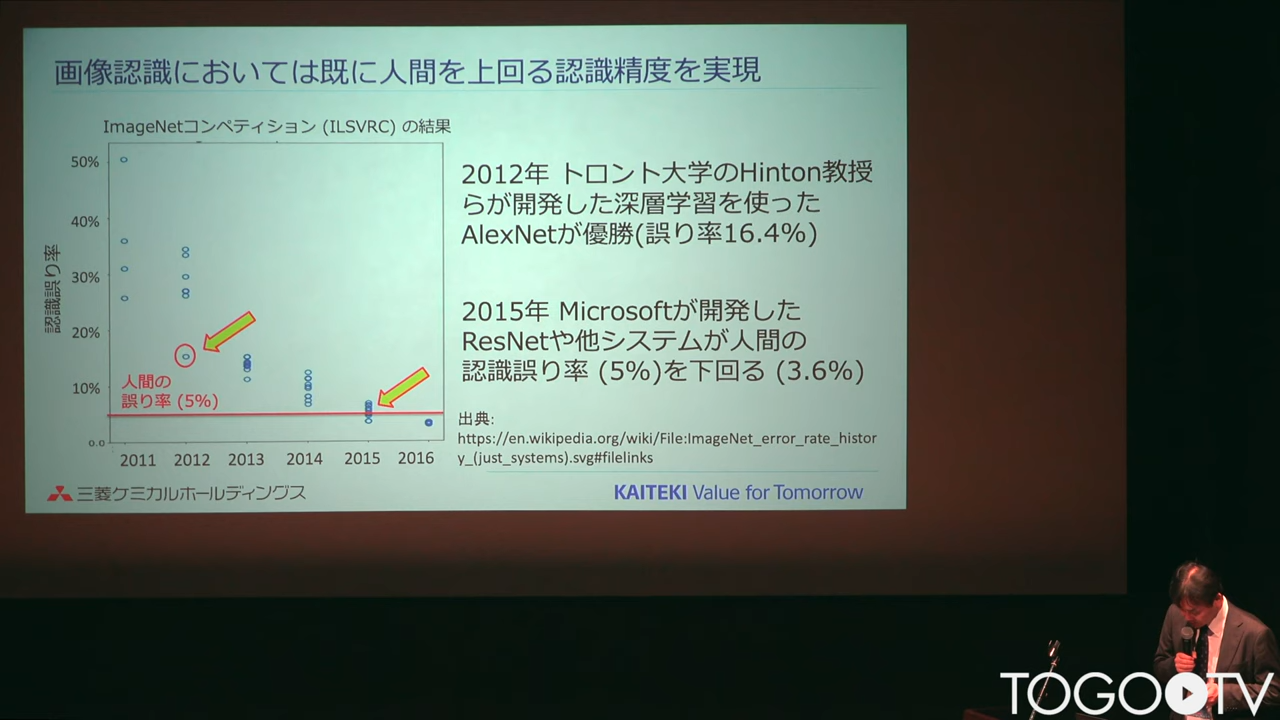 画像認識においては既に人間を上回る認識精度を実現
ImageNetコンペティション (ILSVRC) の結果
50%
40%
30%
20%
10%
0.0
認識誤り率
人間の
誤り率 (5%)
2011 2012 2013 2014 2015 2016
2012年 トロント大学のHinton教授
らが開発した深層学習を使った
AlexNetが優勝(誤り率16.4%)
2015年 Microsoftが開発した
ResNetや他システムが人間の
認識誤り率 (5%)を下回る (3.6%)
出典:
https://en.wikipedia.org/wiki/File:ImageNet_error_rate_histor
y_(just_systems).svg#filelinks
三菱ケミカルホールディングス
KAITEKI Value for Tomorrow
TOGO TV